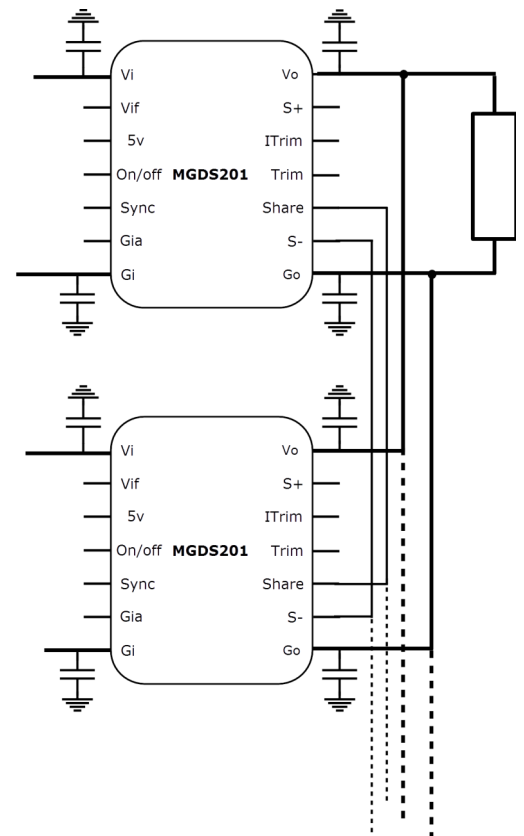 Vi Vo
Vif S+
5v ITrim
On/off MGDS201 Trim
Sync Share
Gia S-
Gi Go
Vi Vo
Vif S+
5v ITrim
On/off MGDS201 Trim
Sync Share
Gia S-
Gi Go